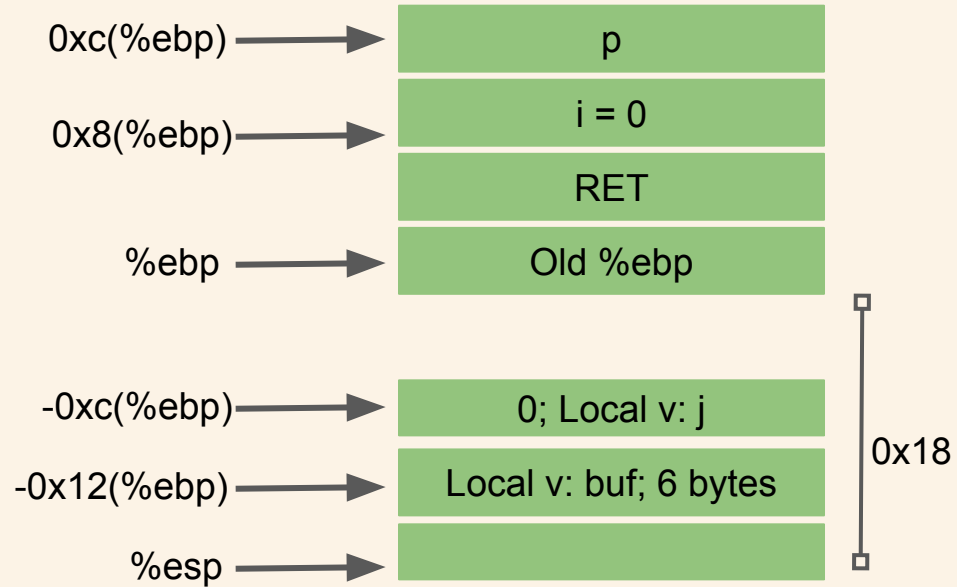 0xc(%ebp) p
0x8(%ebp) i = 0
RET
%ebp Old %ebp
-0xc(%ebp) 0; Local v: j
0x18
-0x12(%ebp) Local v: buf; 6 bytes
%esp